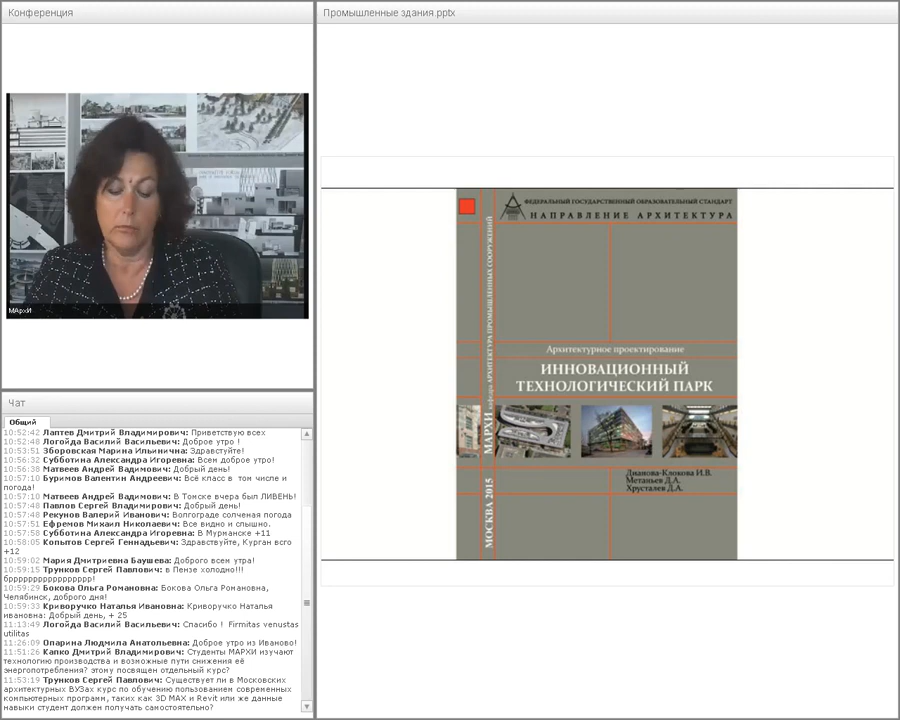 Конференция
МАрхИ
Чат
Общий
10:52:42 Лаптев Дмитрий Владимирович: Приветствую всех
10:52:48 Логойда Василий Васильевич: Доброе утро !
10:53:51 Зборовская Марина Ильинична: Здравстуйте!
10:56:32 Субботина Александра Игоревна: Всем доброе утро!
10:56:38 Матвеев Андрей Вадимович: Добрый день!
10:57:10 Буримов Валентин Андреевич: Всё класс в том числе и
погода!
10:57:10 Матвеев Андрей Вадимович: В Томске вчера был ЛИВЕНЬ!
10:57:48 Павлов Сергей Владимирович: Добрый день!
10:57:48 Рекунов Валерий Иванович: Волгограде солченая погода
10:57:51 Ефремов Михаил Николаевич: Все видно и слышно.
10:57:58 Субботина Александра Игоревна: В Мурманске +11
10:58:05 Копытов Сергей Геннадьевич: Здравствуйте, Курган всго
+12
10:59:02 Мария Дмитриевна Баушева: Доброго всем утра!
10:59:15 Трунков Сергей Павлович: в Пензе холодно!!!
бррррррррррррррррр!
10:59:29 Бокова Ольга Романовна: Бокова Ольга Романовна,
Челябинск, доброго дня!
10:59:33 Криворучко Наталья Ивановна: Криворучко Наталья
ивановна: Добрый день, + 25
11:13:49 Логойда Василий Васильевич: Спасибо ! Firmitas venustas
utilitas
11:26:09 Опарина Людмила Анатольевна: Доброе утро из Иваново!
11:51:26 Капко Дмитрий Владимирович: Студенты МАРХИ изучают
технологию производства и возможные пути снижения её
энергопотребления? этому посвящен отдельный курс?
11:53:19 Трунков Сергей Павлович: Существует ли в Московских
архитектурных ВУЗах курс по обучению пользованием современных
компьютерных программ, таких как 3D MAX и Revit или же данные
навыки студент должен получать самостоятельно?
Промышленные здания.pptx
ФЕДЕРАЛЬНЫЙ ГОСУДАРСТВЕННЫЙ ОБРАЗОВАТЕЛЬНЫЙ СТАНДАРТ
НАПРАВЛЕНИЕ АРХИТЕКТУРА
Архитектурное проектирование
ИННОВАЦИОННЫЙ
ТЕХНОЛОГИЧЕСКИЙ ПАРК
Дианова-Клокова И.В.
Метаньев Д.А.
Хрусталев Д.А.
МОСКВА 2015 МАРХИ кафедра АРХИТЕКТУРА ПРОМЫШЛЕННЫХ СООРУЖЕНИЙ